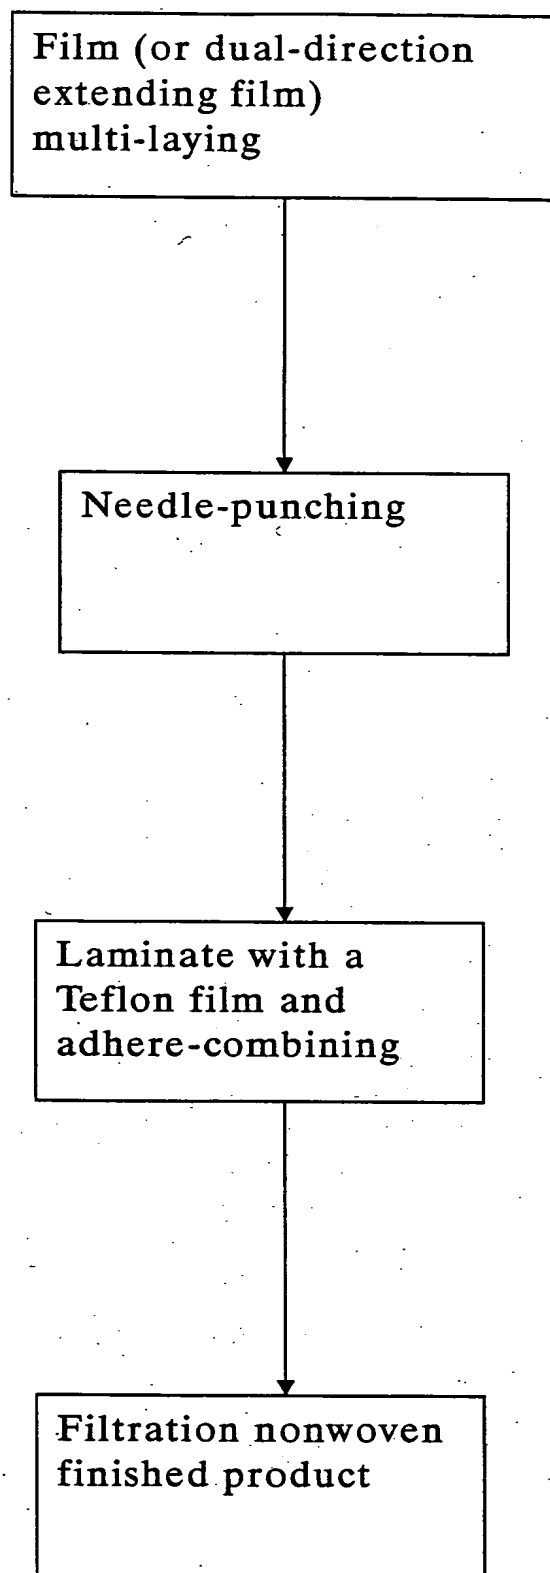 Film (or dual-direction
extending film)
multi-laying
Needle-punching
Laminate with a
Teflon film and
adhere-combining
Filtration nonwoven
finished product